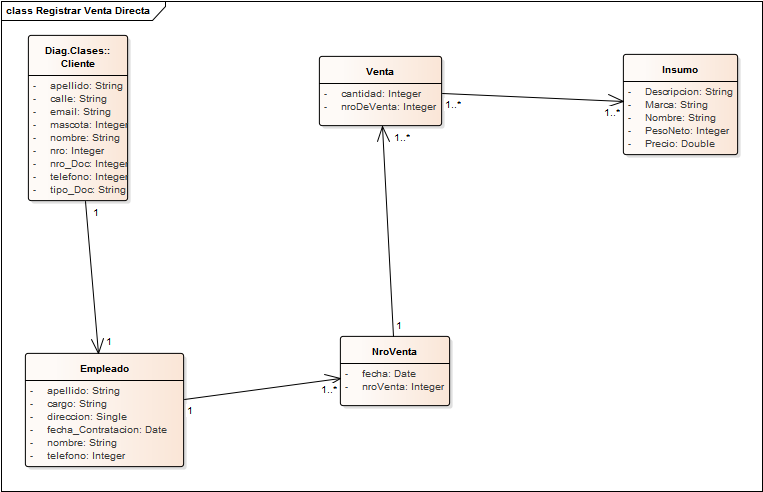 class Registrar Venta Directa
Diag.Clases::
Cliente
- apellido: String
- calle: String
- email: String
- mascota: Integer
- nombre: String
- nro: Integer
- nro_Doc: Integer
- telefono: Integer
- tipo_Doc: String
1
Venta
- cantidad: Integer
- nroDeVenta: Integer
1..*
1..*
1..*
Insumo
- Descripcion: String
- Marca: String
- Nombre: String
- PesoNeto: Integer
- Precio: Double
1
Empleado
- apellido: String
- cargo: String
- direccion: Single
- fecha_Contratacion: Date
- nombre: String
- telefono: Integer
1
1..*
1
NroVenta
- fecha: Date
- nroVenta: Integer